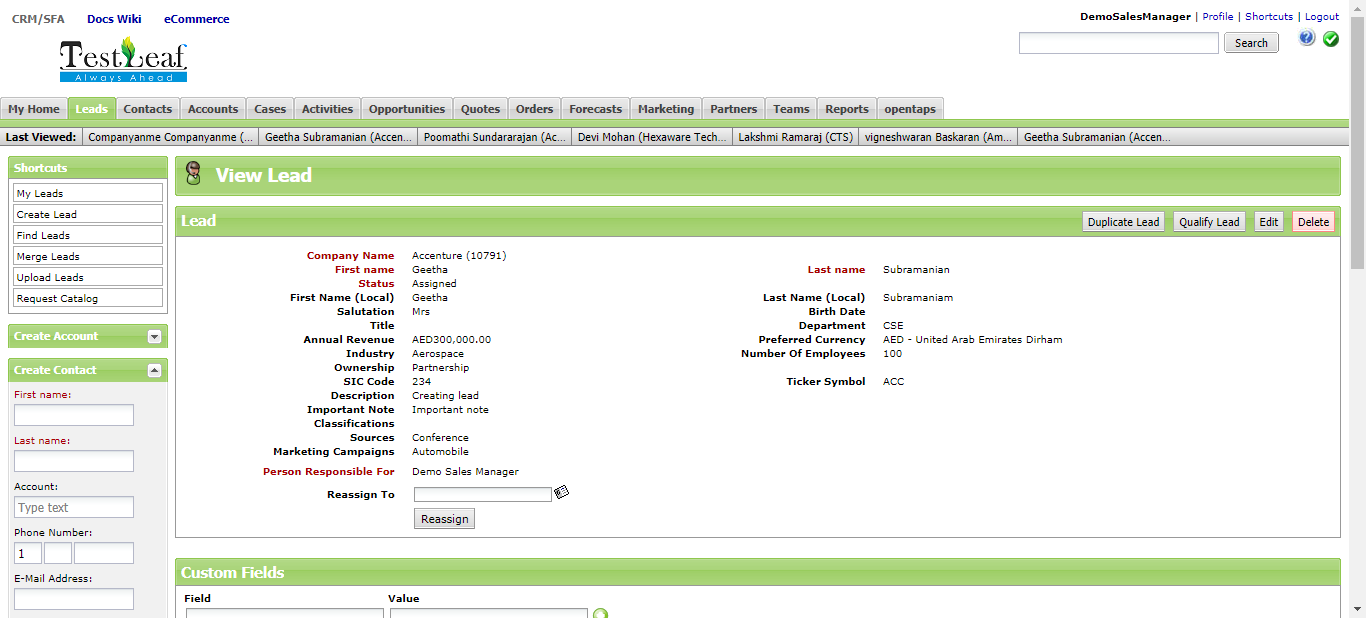 CRM/SFA Docs Wiki eCommerce
DemoSalesManager | Profile | Shortcuts | Logout
TestLeaf
Always Ahead
Search
?
My Home Leads Contacts Accounts Cases Activities Opportunities Quotes Orders Forecasts Marketing Partners Teams Reports opentaps
Last Viewed: Companyanme Companyanme (... Geetha Subramanian (Accen... Poomathi Sundararajan (Ac... Devi Mohan (Hexaware Tech... Lakshmi Ramaraj (CTS) vigneshwaran Baskaran (Am... Geetha Subramanian (Accen...
Shortcuts
My Leads
Create Lead
Find Leads
Merge Leads
Upload Leads
Request Catalog
Create Account
Create Contact
First name:
Last name:
Account:
Type text
Phone Number:
1
E-Mail Address:
View Lead
Lead
Duplicate Lead Qualify Lead Edit Delete
Company Name Accenture (10791)
First name Geetha Last name Subramanian
Status Assigned
First Name (Local) Geetha Last Name (Local) Subramaniam
Salutation Mrs Birth Date
Title Department CSE
Annual Revenue AED300,000.00 Preferred Currency AED - United Arab Emirates Dirham
Industry Aerospace Number Of Employees 100
Ownership Partnership
SIC Code 234 Ticker Symbol ACC
Description Creating lead
Important Note Important note
Classifications
Sources Conference
Marketing Campaigns Automobile
Person Responsible For Demo Sales Manager
Reassign To
Reassign
Custom Fields
Field Value